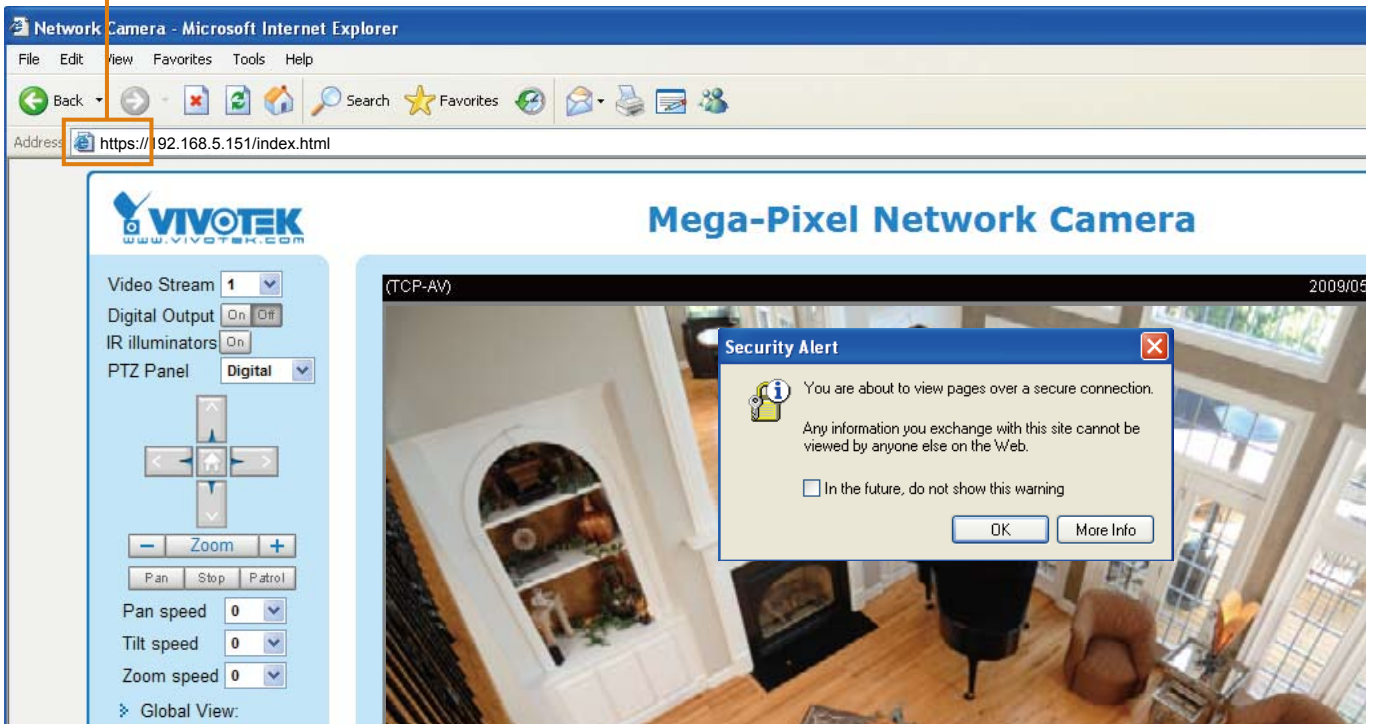 Network Camera - Microsoft Internet Explorer
File Edit View Favorites Tools Help
Back Search Favorites
Address https://192.168.5.151/index.html
VIVOTEK
www.vivotek.com
Mega-Pixel Network Camera
Video Stream 1
Digital Output On Off
IR illuminators On
PTZ Panel Digital
Zoom
Pan Stop Patrol
Pan speed 0
Tilt speed 0
Zoom speed 0
Global View:
(TCP-AV) 2009/05
Security Alert
You are about to view pages over a secure connection.
Any information you exchange with this site cannot be
viewed by anyone else on the Web.
In the future, do not show this warning
OK More Info